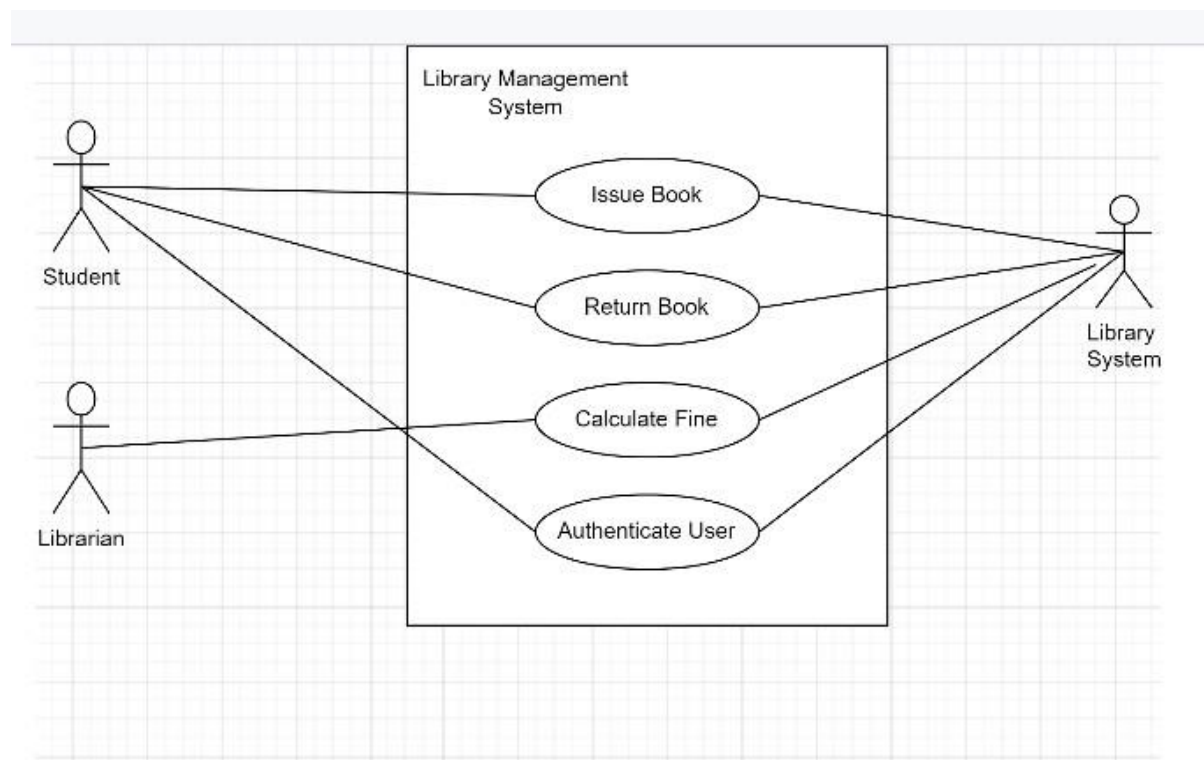 Library Management
System
Issue Book
Student
Return Book
Library
System
Calculate Fine
Librarian
Authenticate User